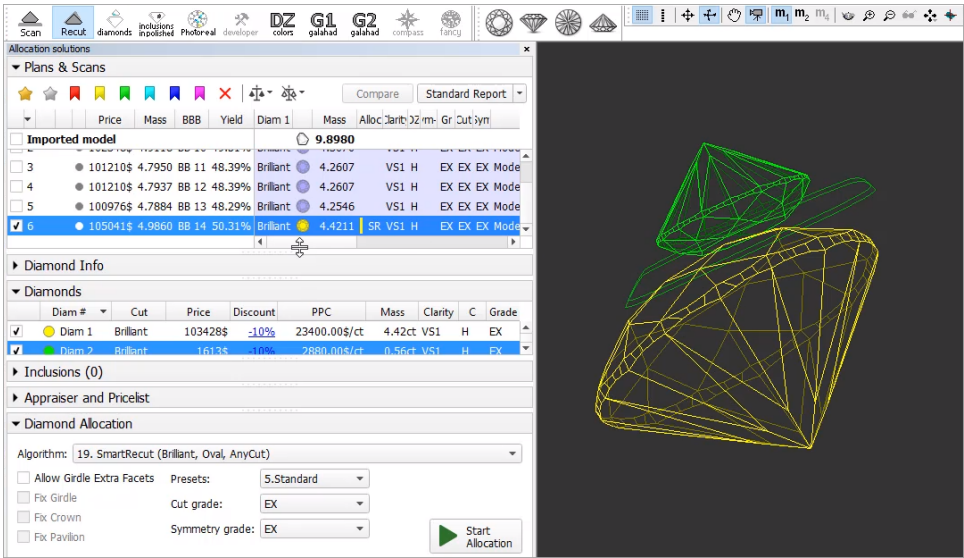 Scan Recut diamonds inclusions in polished Photoreal developer DZ colors G1 galahad G2 galahad compass fancy m1 m2 m4
Allocation solutions
Plans & Scans
Compare Standard Report
Price Mass BBB Yield Diam 1 Mass Alloc Clarit DZ ym- Gr Cut Sym
Imported model 9.8980
3 101210$ 4.7950 BB 11 48.39% Brilliant 4.2607 VS1 H EX EX EX Mode
4 101210$ 4.7937 BB 12 48.39% Brilliant 4.2607 VS1 H EX EX EX Mode
5 100976$ 4.7884 BB 13 48.29% Brilliant 4.2546 VS1 H EX EX EX Mode
6 105041$ 4.9860 BB 14 50.31% Brilliant 4.4211 SR VS1 H EX EX EX Mode
Diamond Info
Diamonds
Diam # Cut Price Discount PPC Mass Clarity C Grade
Diam 1 Brilliant 103428$ -10% 23400.00$/ct 4.42ct VS1 H EX
Diam 2 Brilliant 1613$ -10% 2880.00$/ct 0.56ct VS1 H EX
Inclusions (0)
Appraiser and Pricelist
Diamond Allocation
Algorithm: 19. SmartRecut (Brilliant, Oval, AnyCut)
Allow Girdle Extra Facets Presets: 5.Standard
Fix Girdle
Cut grade: EX
Fix Crown
Symmetry grade: EX
Fix Pavilion
Start Allocation